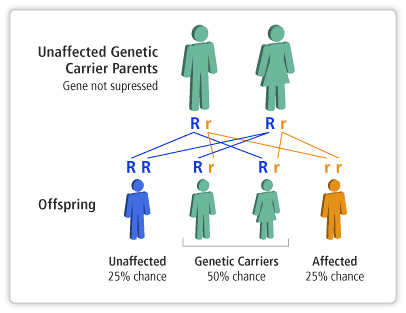 Unaffected Genetic
Carrier Parents
Gene not supressed
R r R r
R R R r R r r r
Offspring
Unaffected Genetic Carriers Affected
25% chance 50% chance 25% chance